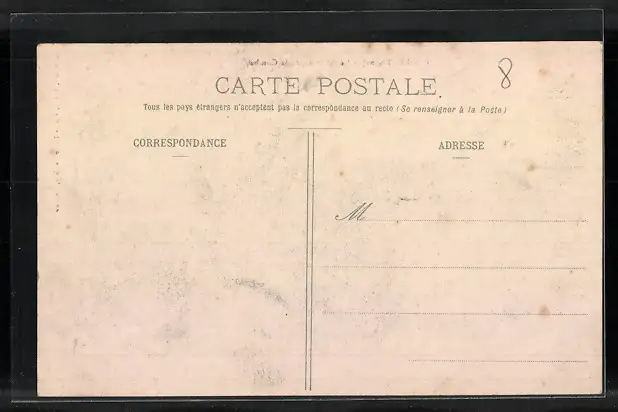 8
CARTE POSTALE
Tous les pays étrangers n'acceptent pas la correspondance au recto (Se renseigner à la Poste)
CORRESPONDANCE
ADRESSE
M